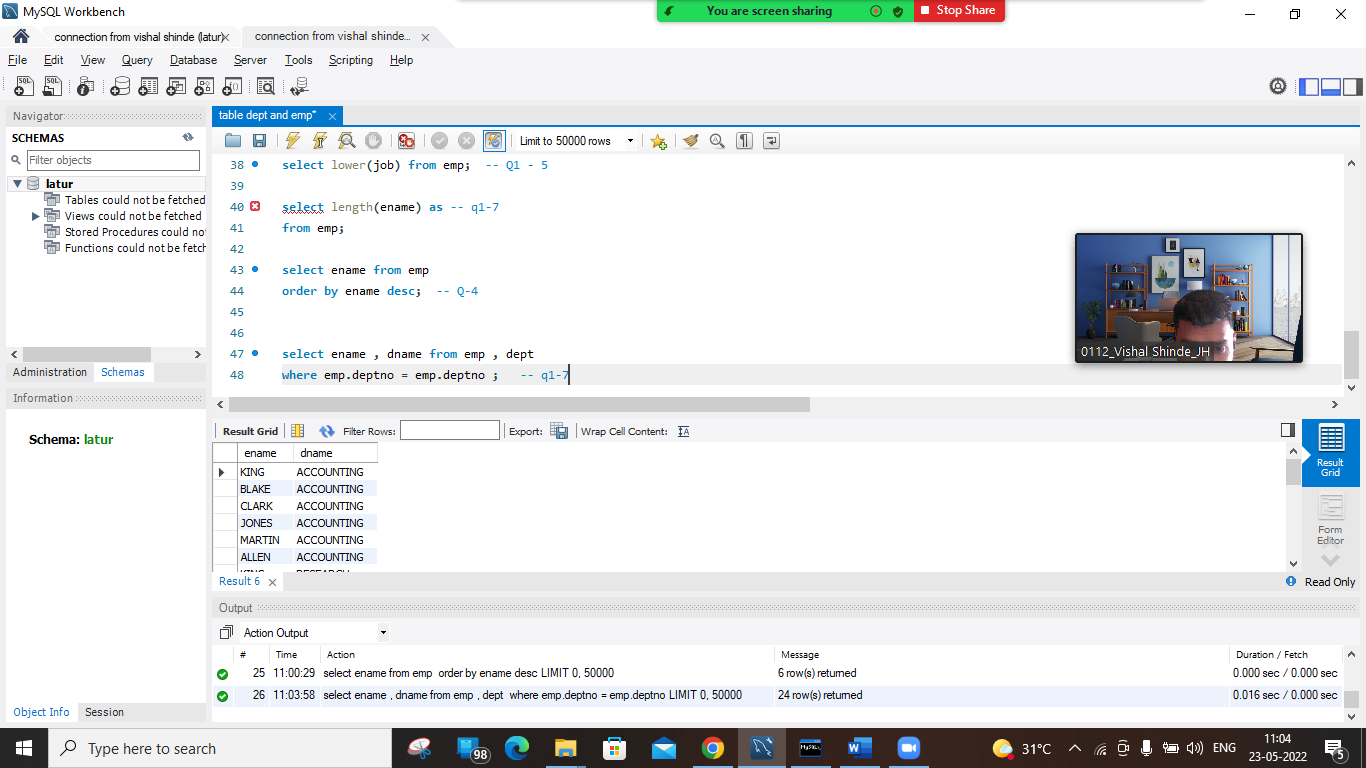 MySQL Workbench
You are screen sharing
Stop Share
connection from vishal shinde (latur)
connection from vishal shinde...
File Edit View Query Database Server Tools Scripting Help
Navigator
SCHEMAS
Filter objects
latur
Tables could not be fetched
Views could not be fetched
Stored Procedures could no
Functions could not be fetch
Administration Schemas
Information
Schema: latur
Object Info Session
table dept and emp*
Limit to 50000 rows
38 select lower(job) from emp;  -- Q1 - 5
39
40 select length(ename) as -- q1-7
41 from emp;
42
43 select ename from emp
44 order by ename desc;  -- Q-4
45
46
47 select ename , dname from emp , dept
48 where emp.deptno = emp.deptno ;   -- q1-7
0112_Vishal Shinde_JH
Result Grid Filter Rows: Export: Wrap Cell Content:
ename dname
KING ACCOUNTING
BLAKE ACCOUNTING
CLARK ACCOUNTING
JONES ACCOUNTING
MARTIN ACCOUNTING
ALLEN ACCOUNTING
KING RESEARCH
Result Grid
Form Editor
Result 6
Read Only
Output
Action Output
# Time Action Message Duration / Fetch
25 11:00:29 select ename from emp  order by ename desc LIMIT 0, 50000 6 row(s) returned 0.000 sec / 0.000 sec
26 11:03:58 select ename , dname from emp , dept  where emp.deptno = emp.deptno LIMIT 0, 50000 24 row(s) returned 0.016 sec / 0.000 sec
Type here to search
98
31°C
ENG
11:04
23-05-2022
5